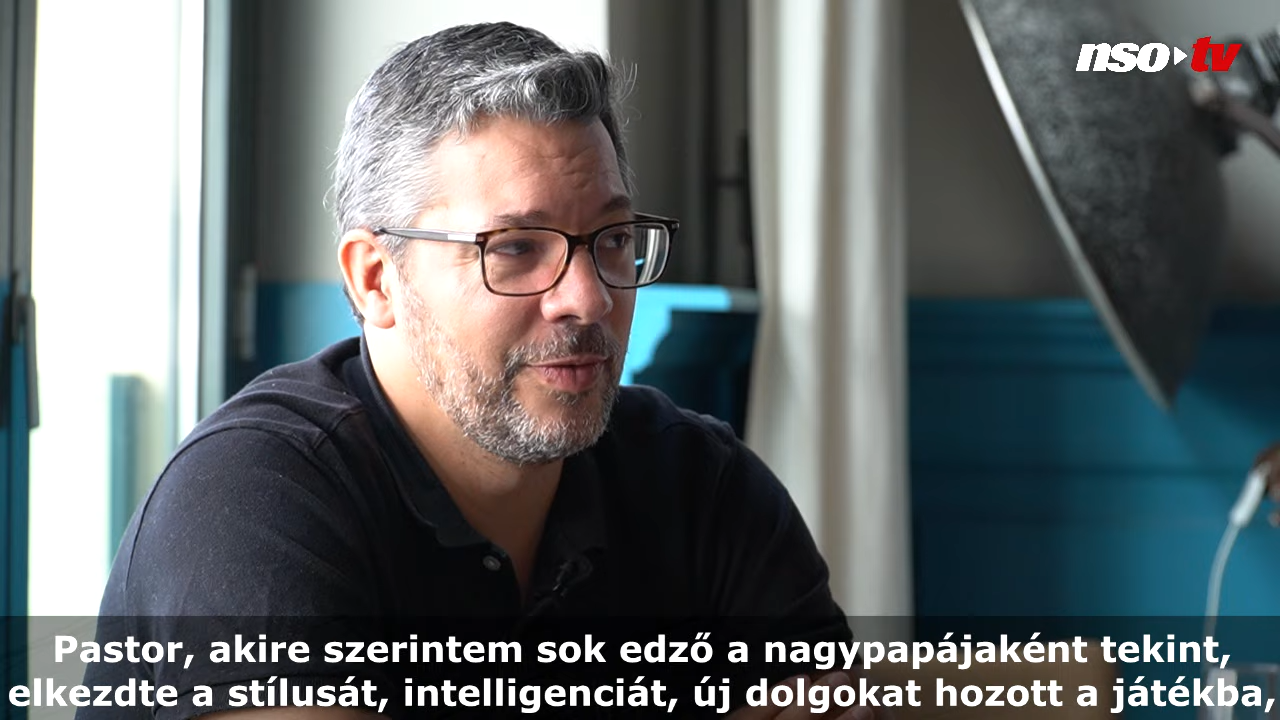 nso tv
Pastor, akire szerintem sok edző a nagypapájaként tekint,
elkezdte a stílusát, intelligenciát, új dolgokat hozott a játékba,